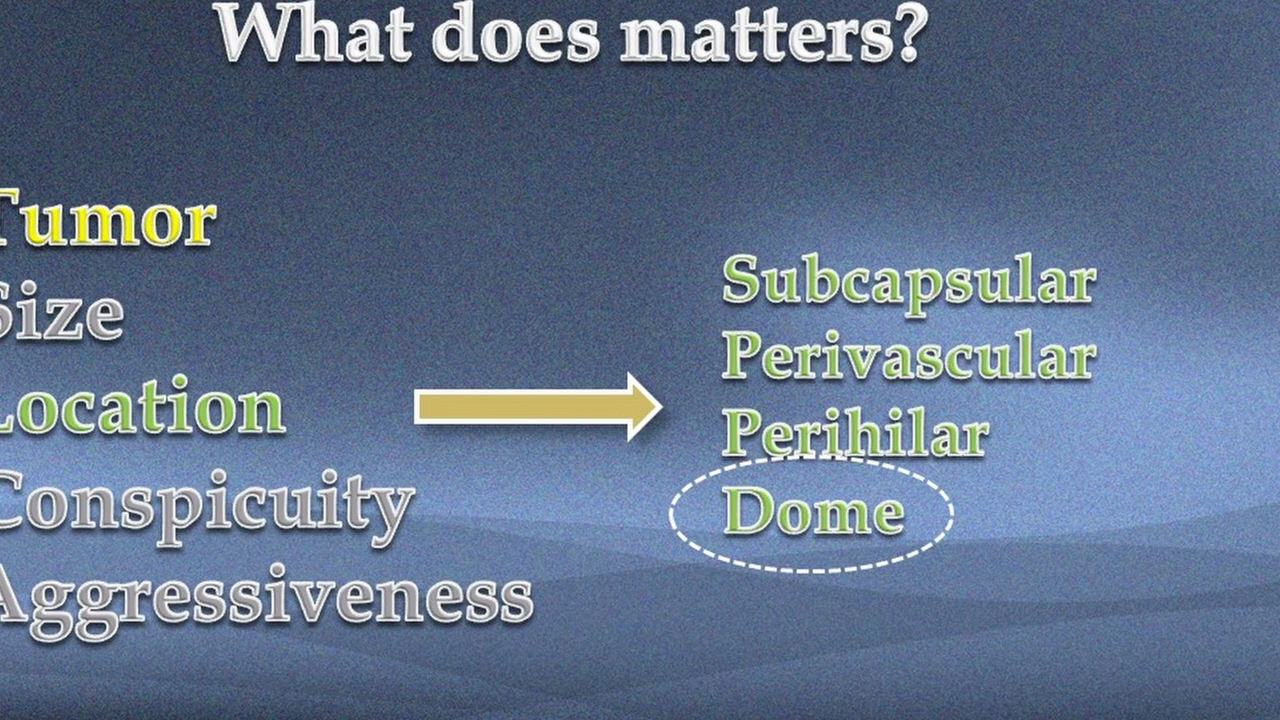 What does matters?
Tumor
Size
Location
Conspicuity
Aggressiveness
Subcapsular
Perivascular
Perihilar
Dome